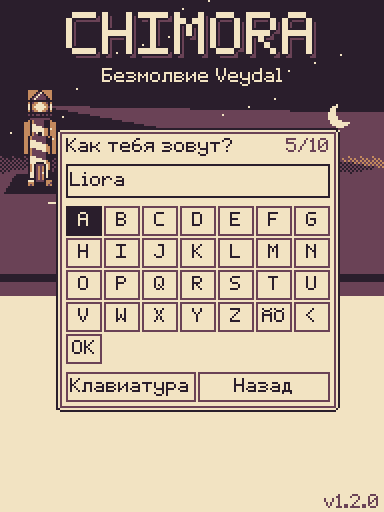 CHIMORA
Безмолвие Veydal
Как тебя зовут? 5/10
Liora
A B C D E F G
H I J K L M N
O P Q R S T U
V W X Y Z ÄÖ <
OK
Клавиатура Назад
v1.2.0